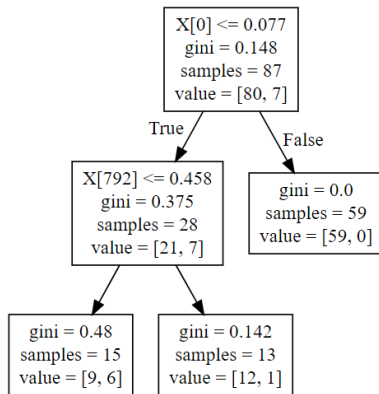 X[0] <= 0.077
gini = 0.148
samples = 87
value = [80, 7]
True
False
X[792] <= 0.458
gini = 0.375
samples = 28
value = [21, 7]
gini = 0.0
samples = 59
value = [59, 0]
gini = 0.48
samples = 15
value = [9, 6]
gini = 0.142
samples = 13
value = [12, 1]